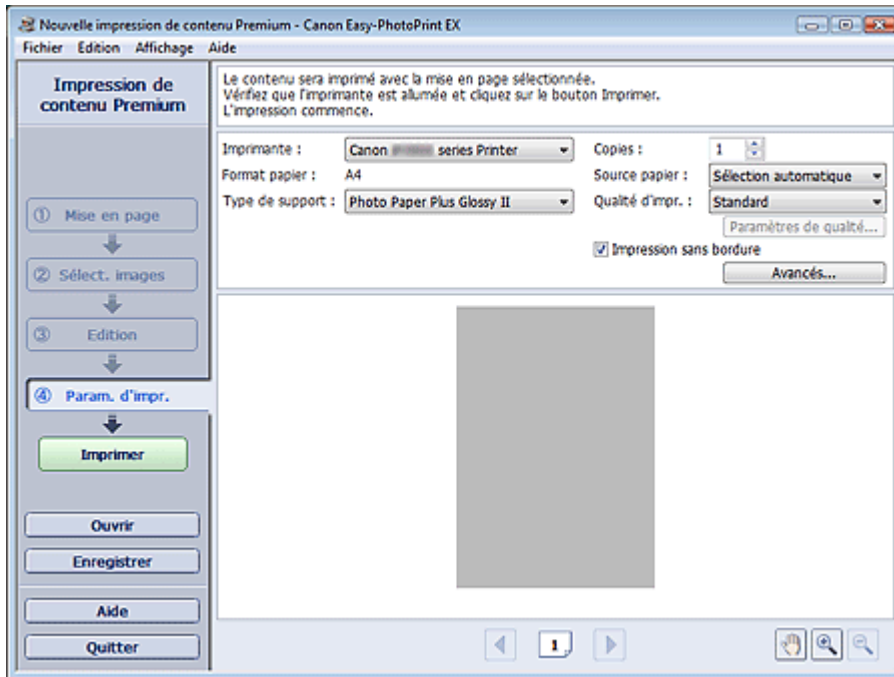 Nouvelle impression de contenu Premium - Canon Easy-PhotoPrint EX
Fichier Edition Affichage Aide
Impression de
contenu Premium
① Mise en page
② Sélect. images
③ Edition
④ Param. d'impr.
Imprimer
Ouvrir
Enregistrer
Aide
Quitter
Le contenu sera imprimé avec la mise en page sélectionnée.
Vérifiez que l'imprimante est allumée et cliquez sur le bouton Imprimer.
L'impression commence.
Imprimante : Canon series Printer
Format papier : A4
Type de support : Photo Paper Plus Glossy II
Copies : 1
Source papier : Sélection automatique
Qualité d'impr. : Standard
Paramètres de qualité...
Impression sans bordure
Avancés...
1